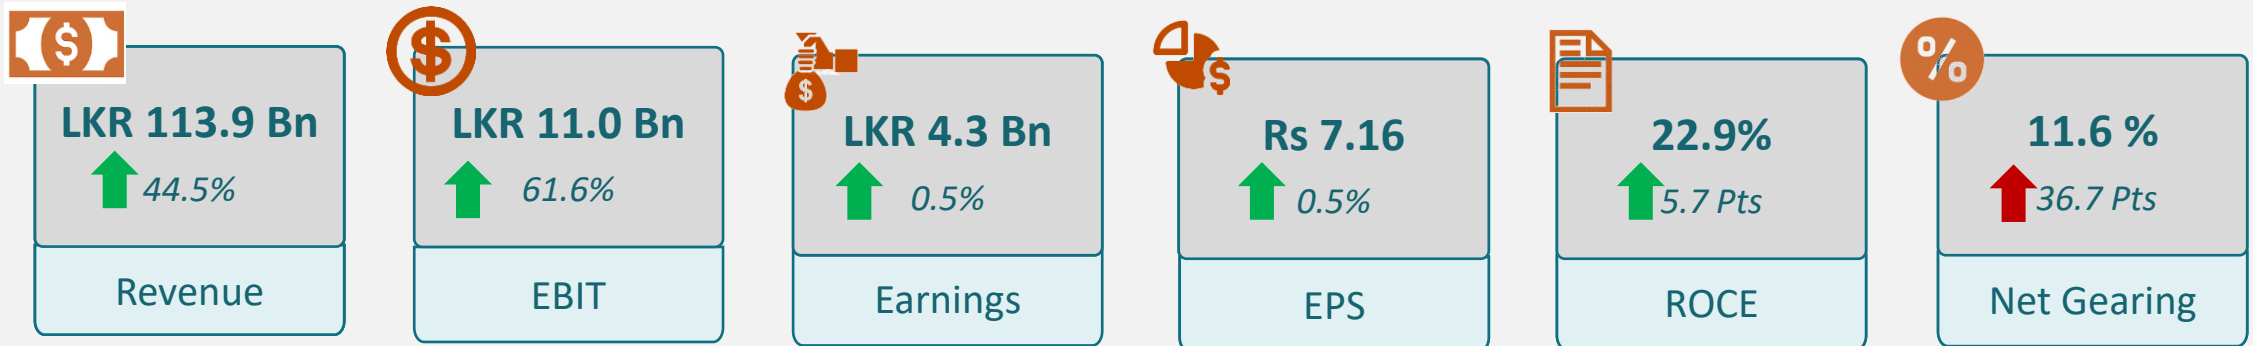 LKR 113.9 Bn
44.5%
Revenue
LKR 11.0 Bn
61.6%
EBIT
LKR 4.3 Bn
0.5%
Earnings
Rs 7.16
0.5%
EPS
22.9%
5.7 Pts
ROCE
11.6 %
36.7 Pts
Net Gearing